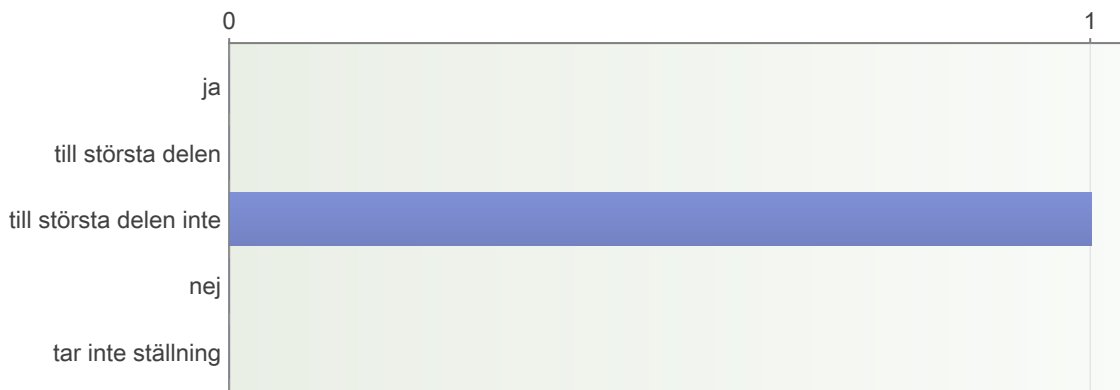 0 1
ja
till största delen
till största delen inte
nej
tar inte ställning